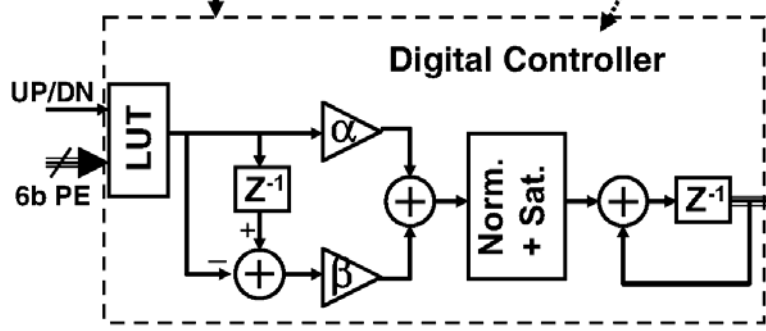 Digital Controller
UP/DN
6b PE
LUT
α
Z-1
+
−
+
β
+
Norm.
+ Sat.
+
Z-1